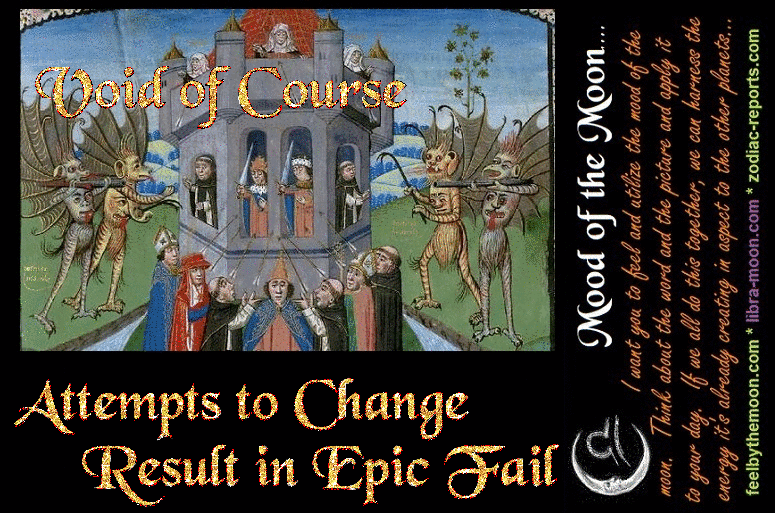 Void of Course
Attempts to Change
Result in Epic Fail
Mood of the Moon....
I want you to feel and utilize the mood of the
moon. Think about the word and the picture and apply it
to your day. If we all do this together, we can harness the
energy it's already creating in aspect to the other planets...
feelbythemoon.com * libra-moon.com * zodiac-reports.com